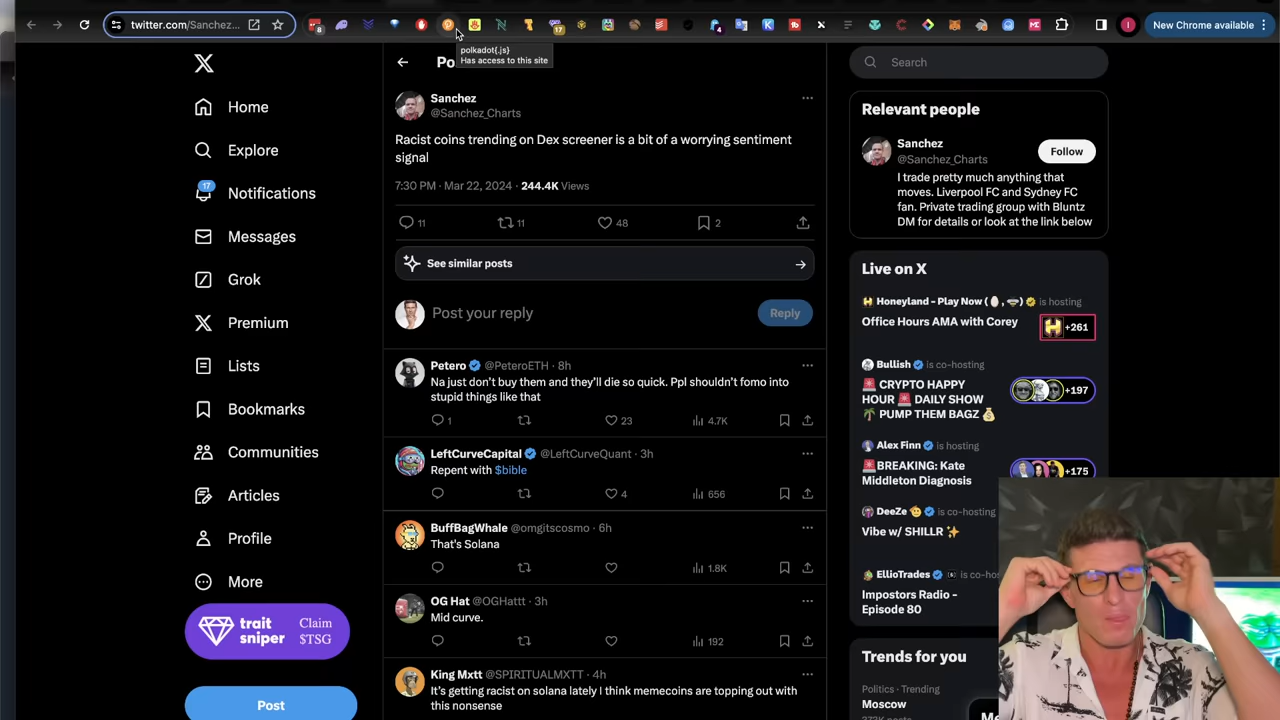 twitter.com/Sanchez...
New Chrome available
8
17
4
polkadot{.js}
Has access to this site
Home
Explore
17
Notifications
Messages
Grok
Premium
Lists
Bookmarks
Communities
Articles
Profile
More
trait sniper
Claim $TSG
Post
Sanchez
@Sanchez_Charts
Racist coins trending on Dex screener is a bit of a worrying sentiment
signal
7:30 PM · Mar 22, 2024 · 244.4K Views
11 11 48 2
See similar posts
Post your reply
Reply
Petero @PeteroETH · 8h
Na just don't buy them and they'll die so quick. Ppl shouldn't fomo into
stupid things like that
1 23 4.7K
LeftCurveCapital @LeftCurveQuant · 3h
Repent with $bible
4 656
BuffBagWhale @omgitscosmo · 6h
That's Solana
1.8K
OG Hat @OGHattt · 3h
Mid curve.
192
King Mxtt @SPIRITUALMXTT · 4h
It's getting racist on solana lately I think memecoins are topping out with
this nonsense
Search
Relevant people
Sanchez
@Sanchez_Charts
Follow
I trade pretty much anything that
moves. Liverpool FC and Sydney FC
fan. Private trading group with Bluntz
DM for details or look at the link below
Live on X
Honeyland - Play Now is hosting
Office Hours AMA with Corey
+261
Bullish is co-hosting
🚨 CRYPTO HAPPY
HOUR 🚨 DAILY SHOW
🌴 PUMP THEM BAGZ 💰
+197
Alex Finn is hosting
🚨BREAKING: Kate
Middleton Diagnosis
+175
DeeZe is co-hosting
Vibe w/ SHILLR ✨
EllioTrades is co-hos
Impostors Radio -
Episode 80
Trends for you
Politics · Trending
Moscow